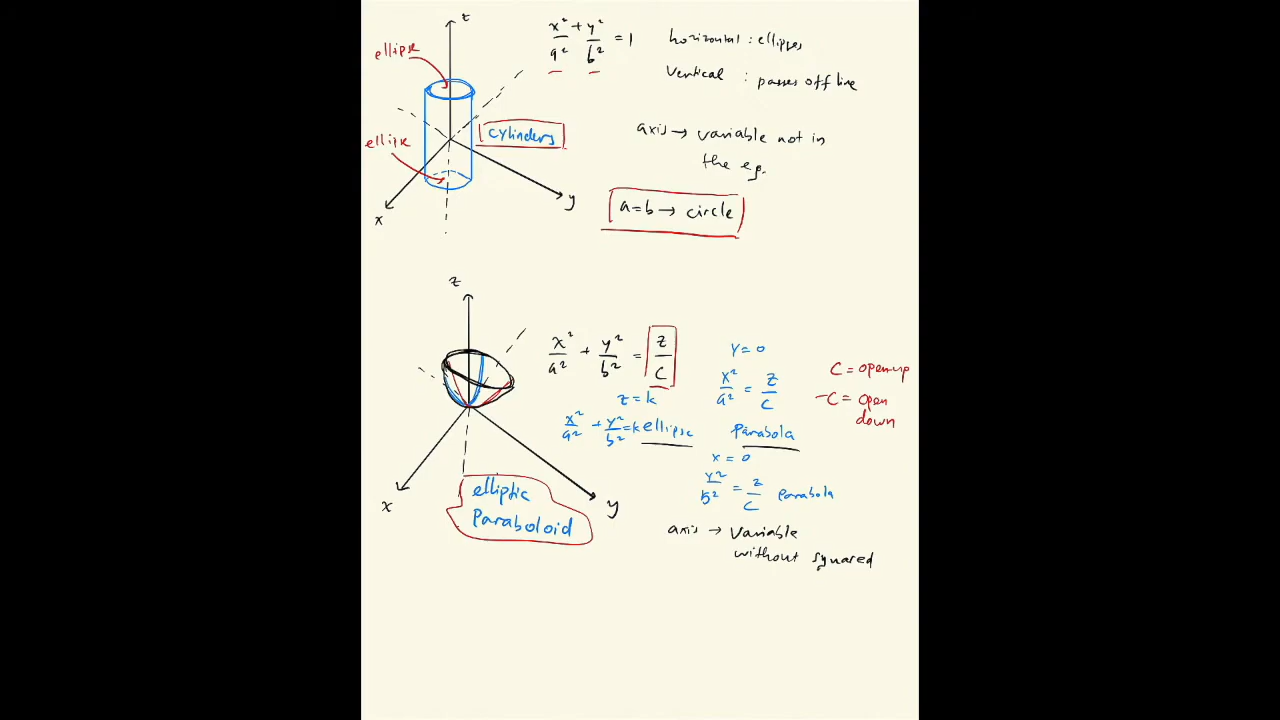 z
ellipse
x²/a² + y²/b² = 1
horizontal : ellipses
vertical : passes off line
ellipse
cylinders
axis → variable not in
the eq.
x
y
a=b → circle
z
x²/a² + y²/b² = z/c
z = k
x²/a² + y²/b² = k ellipse
y = 0
x²/a² = z/c
Parabola
x = 0
y²/b² = z/c parabola
C = open up
-C = open
down
x
y
elliptic
Paraboloid
axis → Variable
without squared